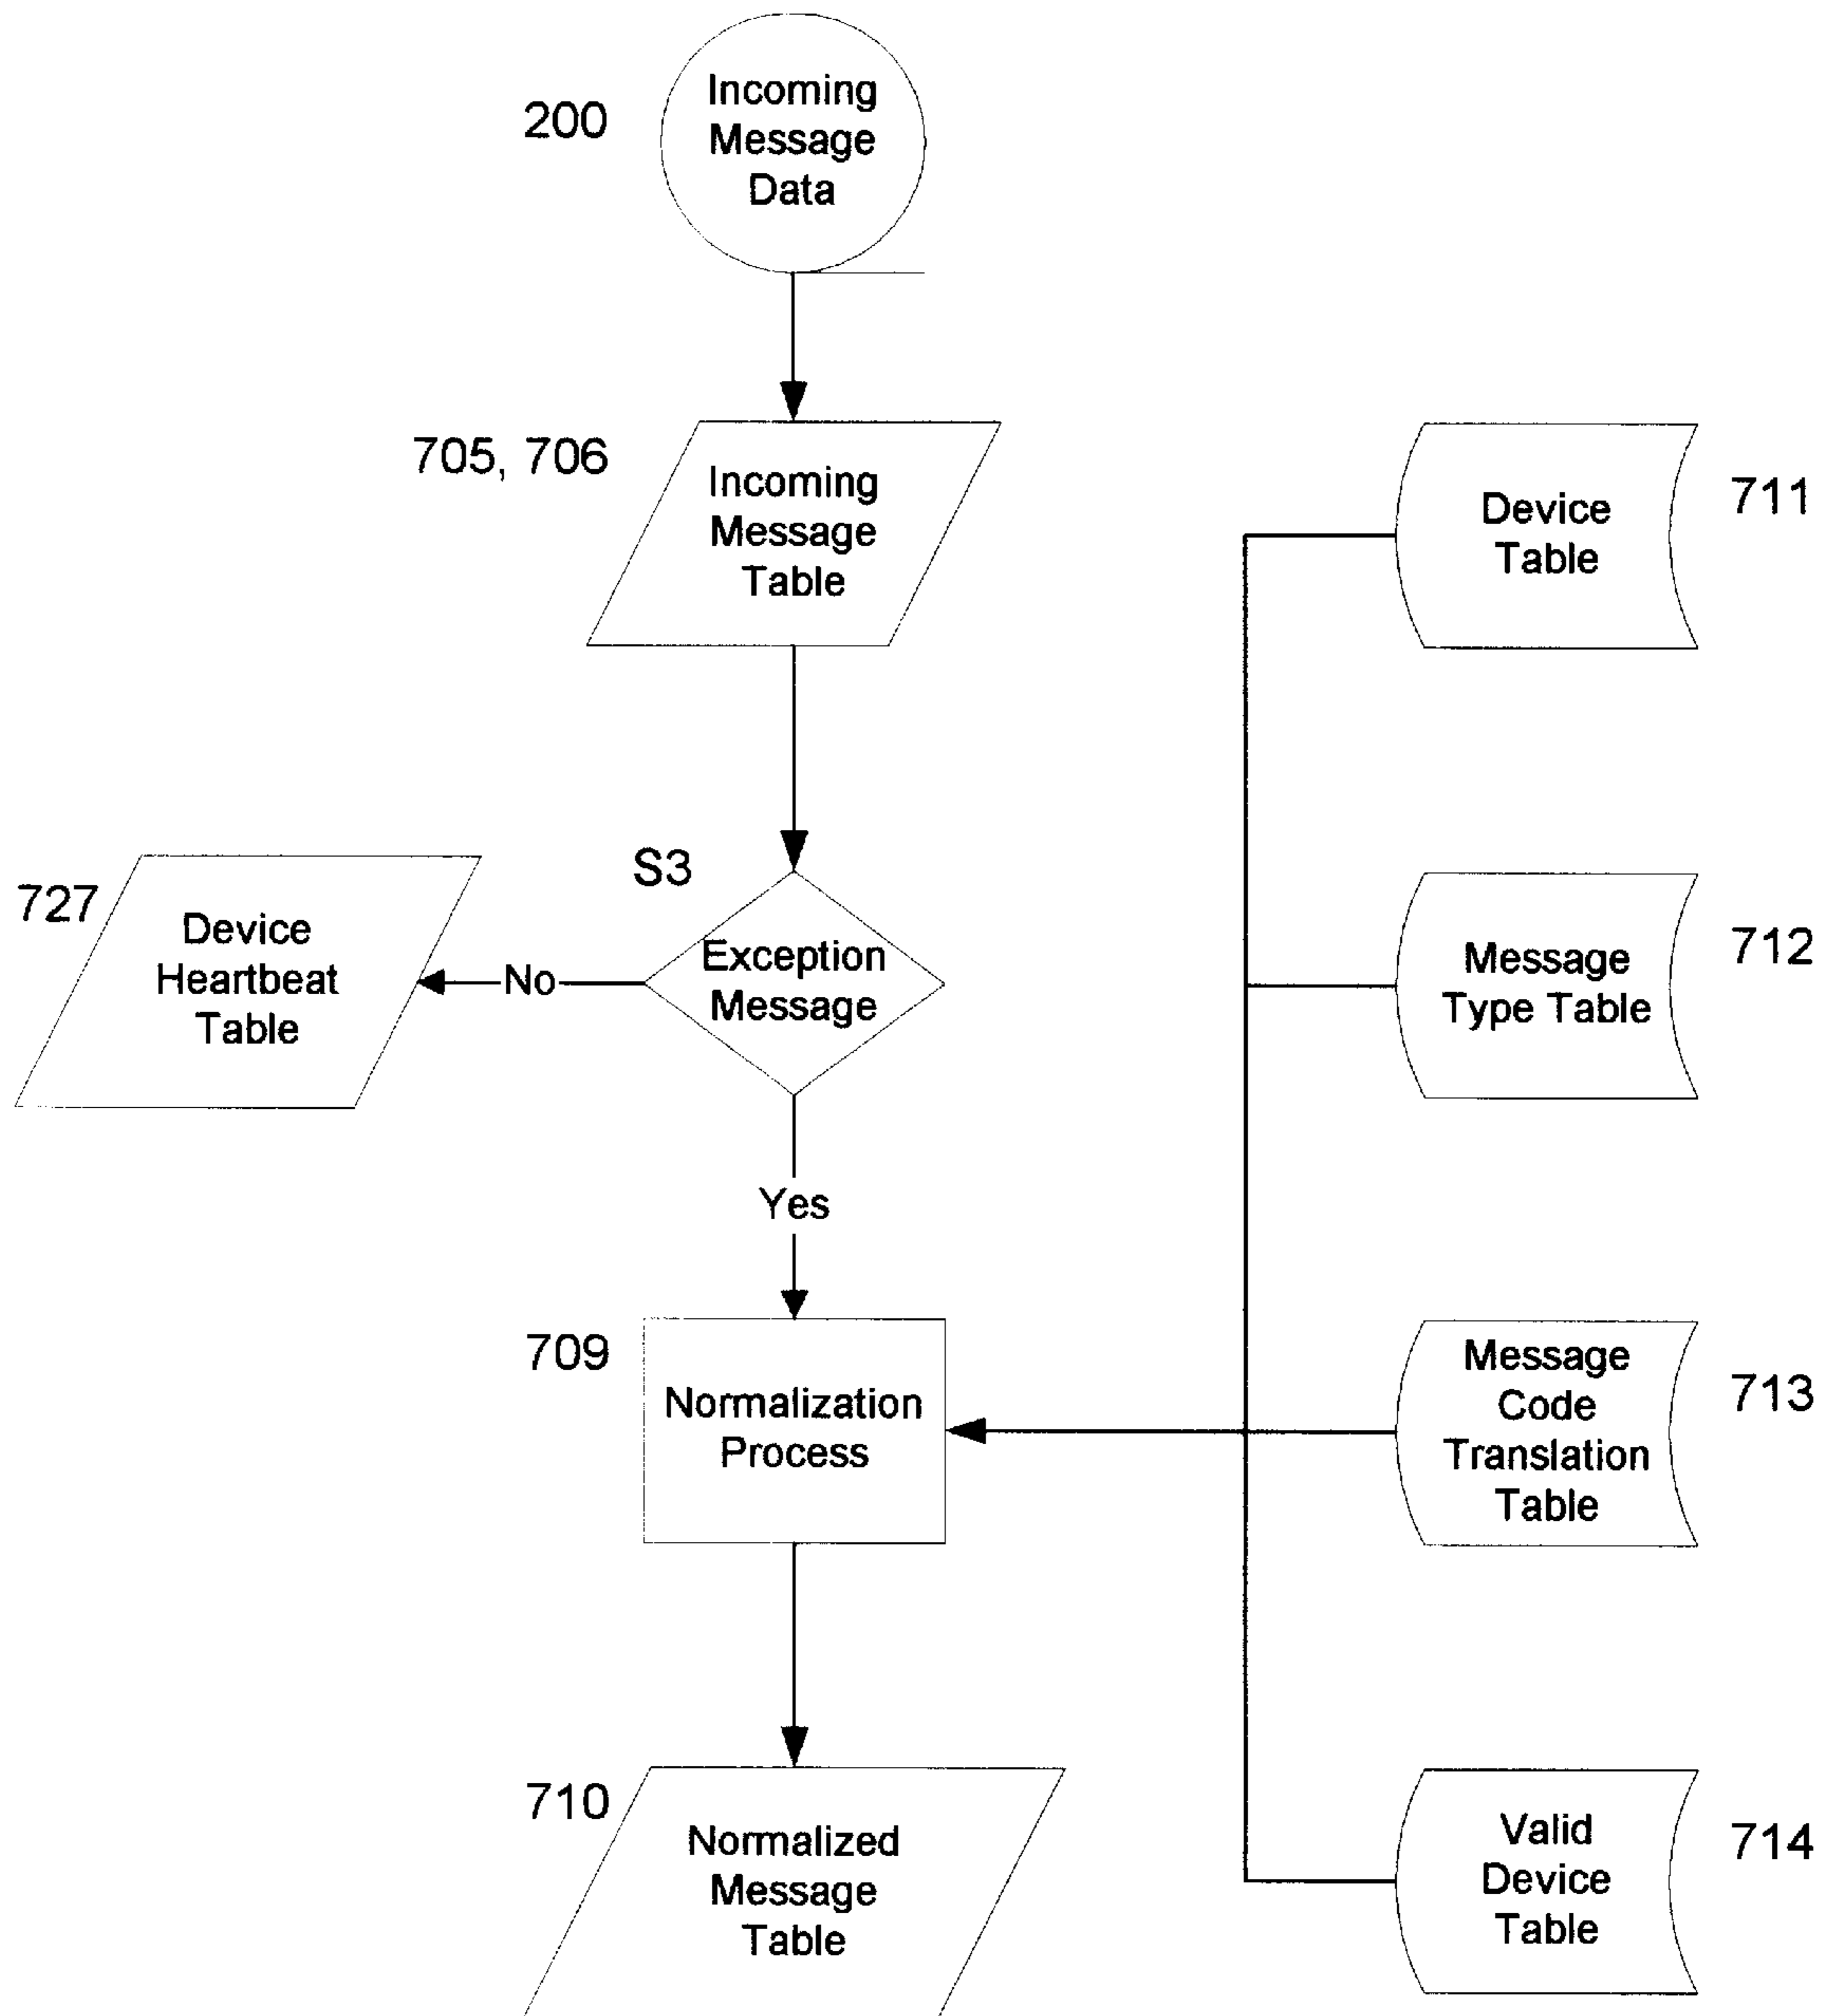 200
Incoming
Message
Data
705, 706
Incoming
Message
Table
711
Device
Table
S3
727
Device
Heartbeat
Table
No
Exception
Message
712
Message
Type Table
Yes
709
Normalization
Process
713
Message
Code
Translation
Table
710
Normalized
Message
Table
714
Valid
Device
Table